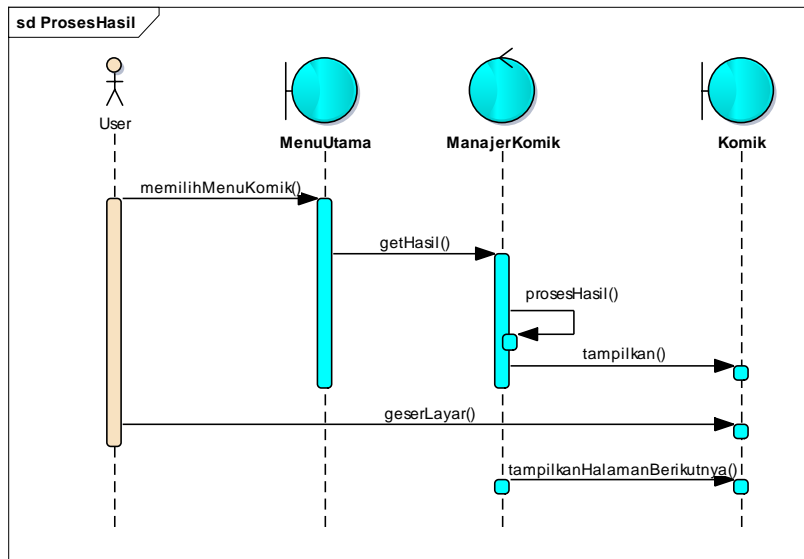 sd ProsesHasil
User
MenuUtama
ManajerKomik
Komik
memilihMenuKomik()
getHasil()
prosesHasil()
tampilkan()
geserLayar()
tampilkanHalamanBerikutnya()